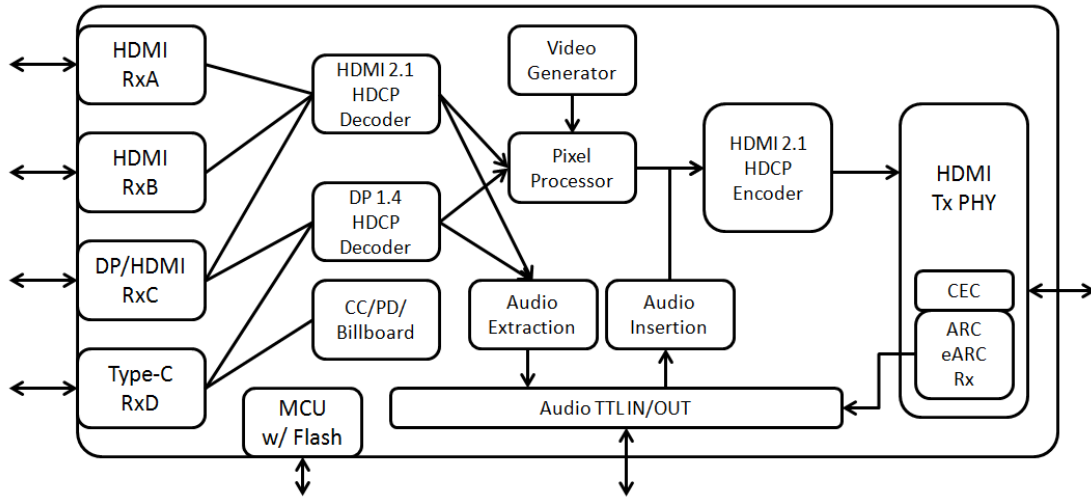 HDMI
RxA
HDMI
RxB
DP/HDMI
RxC
Type-C
RxD
HDMI 2.1
HDCP
Decoder
DP 1.4
HDCP
Decoder
CC/PD/
Billboard
MCU
w/ Flash
Video
Generator
Pixel
Processor
Audio
Extraction
Audio
Insertion
Audio TTL IN/OUT
HDMI 2.1
HDCP
Encoder
HDMI
Tx PHY
CEC
ARC
eARC
Rx